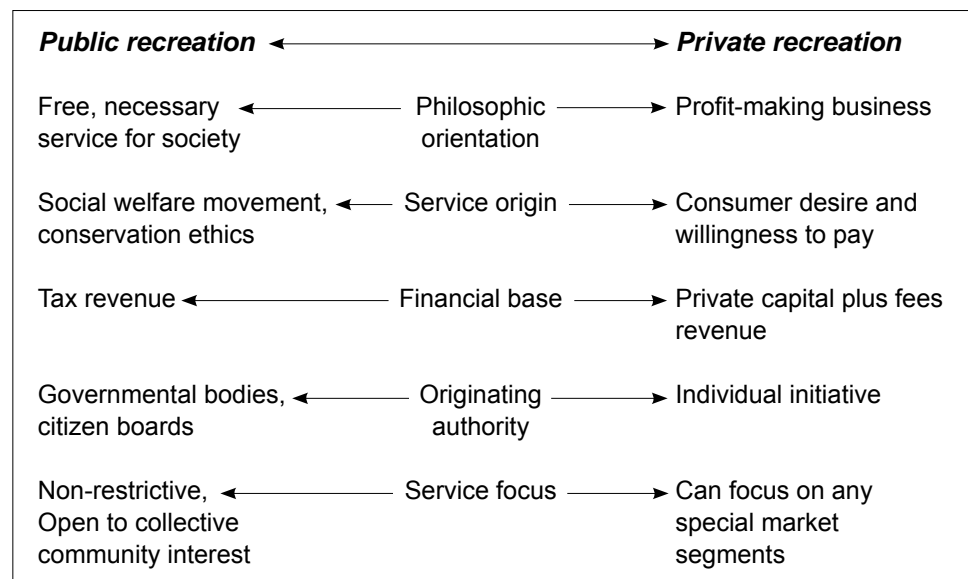 Public recreation Private recreation
Free, necessary Philosophic Profit-making business
service for society orientation
Social welfare movement, Service origin Consumer desire and
conservation ethics willingness to pay
Tax revenue Financial base Private capital plus fees
revenue
Governmental bodies, Originating Individual initiative
citizen boards authority
Non-restrictive, Service focus Can focus on any
Open to collective special market
community interest segments